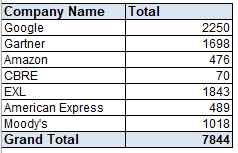 Company Name Total
Google 2250
Gartner 1698
Amazon 476
CBRE 70
EXL 1843
American Express 489
Moody's 1018
Grand Total 7844